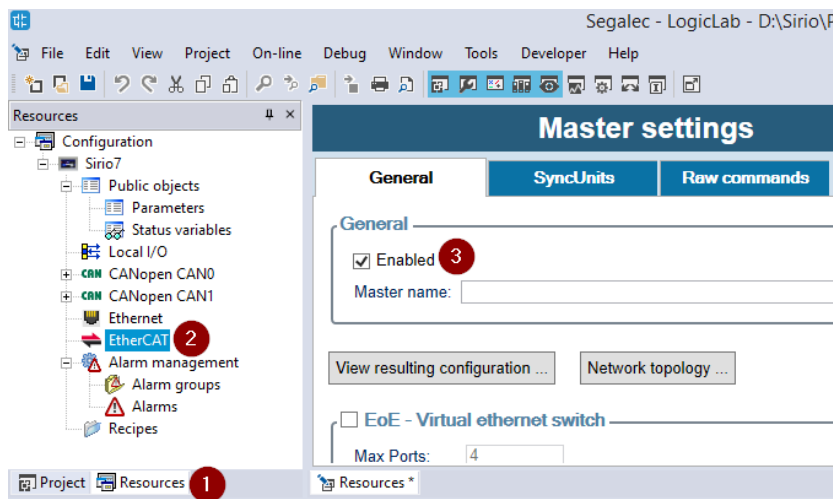 Segalec - LogicLab - D:\Sirio\
File Edit View Project On-line Debug Window Tools Developer Help
Resources
Configuration
Sirio7
Public objects
Parameters
Status variables
Local I/O
CAN CANopen CAN0
CAN CANopen CAN1
Ethernet
EtherCAT 2
Alarm management
Alarm groups
Alarms
Recipes
Project Resources 1
Master settings
General SyncUnits Raw commands
General
Enabled 3
Master name:
View resulting configuration ... Network topology ...
EoE - Virtual ethernet switch
Max Ports: 4
Resources *